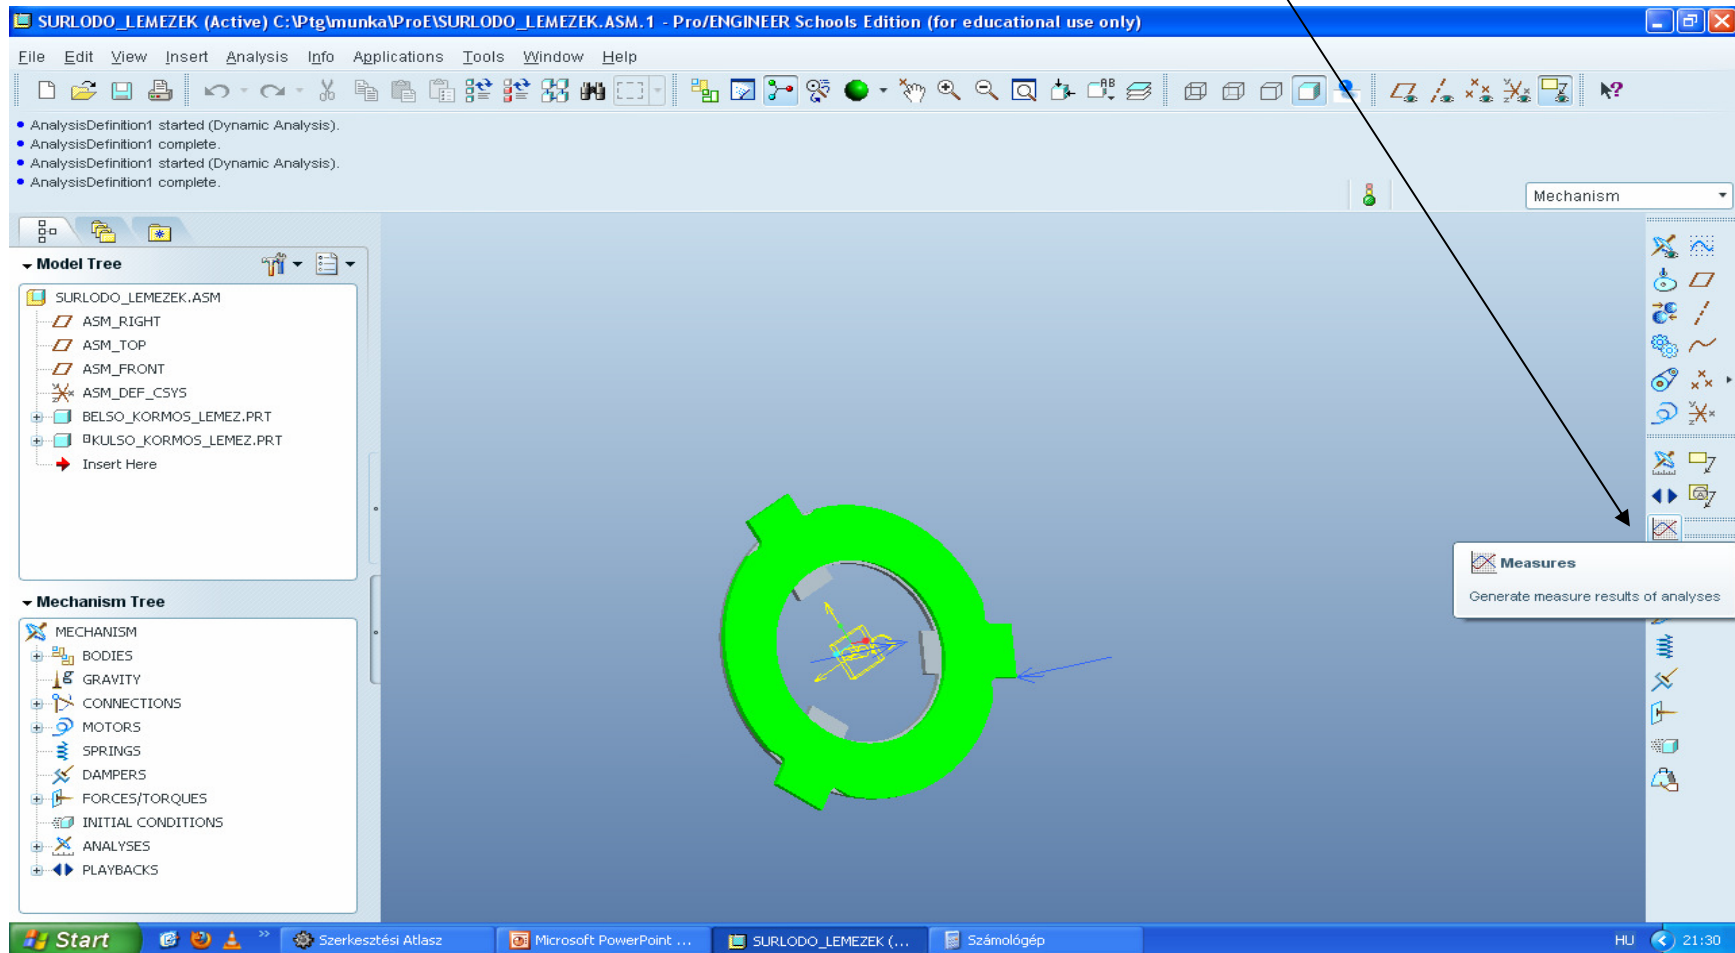 SURLODO_LEMEZEK (Active) C:\Ptg\munka\ProE\SURLODO_LEMEZEK.ASM.1 - Pro/ENGINEER Schools Edition (for educational use only)
File Edit View Insert Analysis Info Applications Tools Window Help
AnalysisDefinition1 started (Dynamic Analysis).
AnalysisDefinition1 complete.
AnalysisDefinition1 started (Dynamic Analysis).
AnalysisDefinition1 complete.
Mechanism
Model Tree
SURLODO_LEMEZEK.ASM
ASM_RIGHT
ASM_TOP
ASM_FRONT
ASM_DEF_CSYS
BELSO_KORMOS_LEMEZ.PRT
KULSO_KORMOS_LEMEZ.PRT
Insert Here
Measures
Generate measure results of analyses
Mechanism Tree
MECHANISM
BODIES
GRAVITY
CONNECTIONS
MOTORS
SPRINGS
DAMPERS
FORCES/TORQUES
INITIAL CONDITIONS
ANALYSES
PLAYBACKS
Start Szerkesztési Atlasz Microsoft PowerPoint ... SURLODO_LEMEZEK (... Számológép HU 21:30